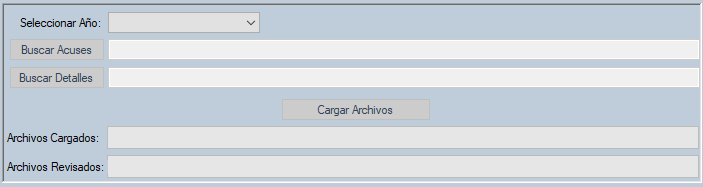 Seleccionar Año:
Buscar Acuses
Buscar Detalles
Cargar Archivos
Archivos Cargados:
Archivos Revisados: